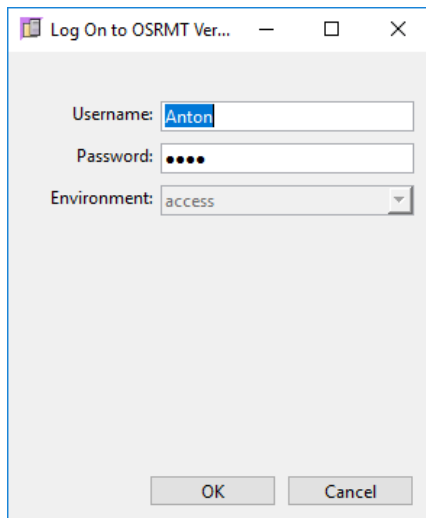 Log On to OSRMT Ver...
Username: Anton
Password: ●●●●
Environment: access
OK Cancel